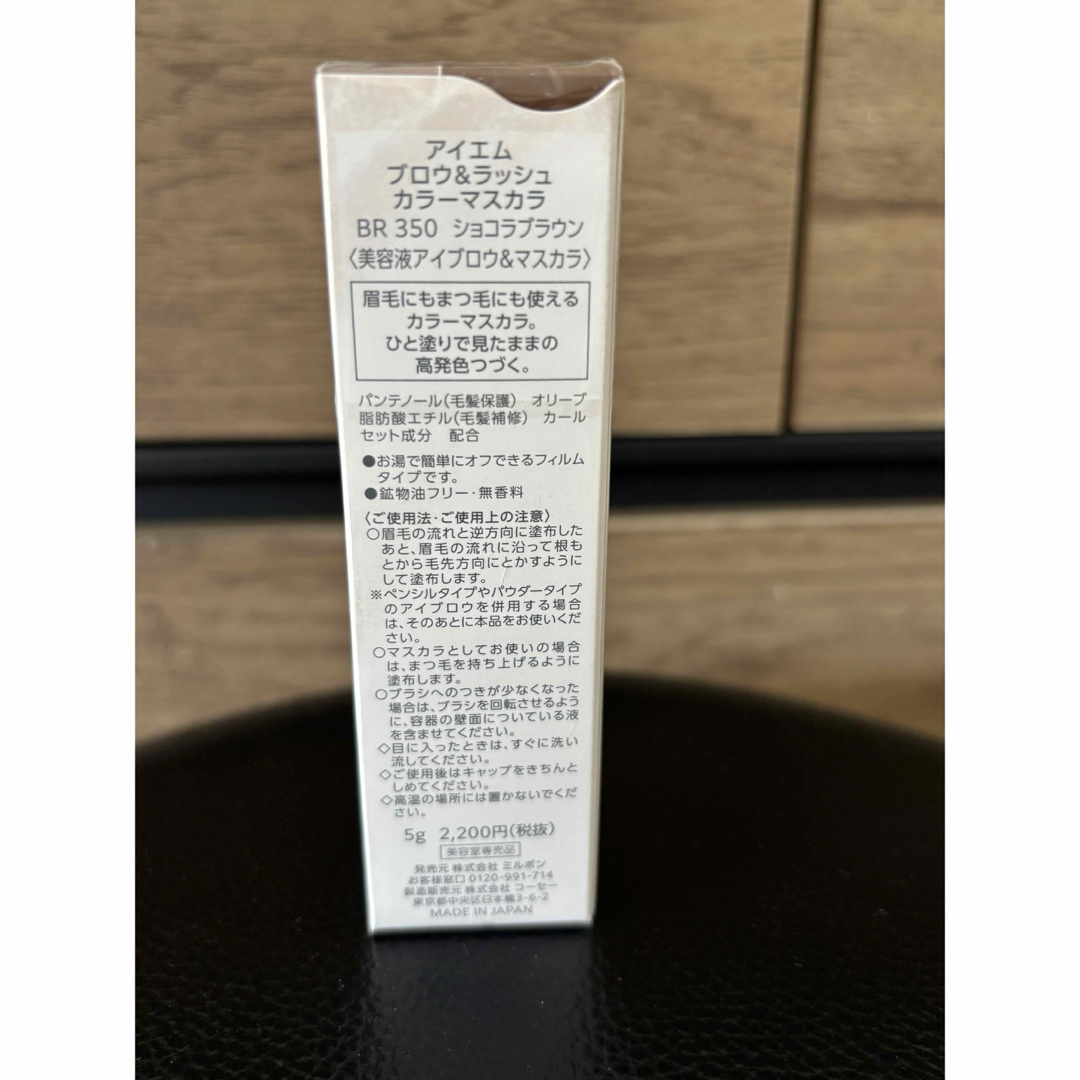 アイエム
ブロウ&ラッシュ
カラーマスカラ
BR 350 ショコラブラウン
〈美容液アイブロウ&マスカラ〉
眉毛にもまつ毛にも使える
カラーマスカラ。
ひと塗りで見たままの
高発色つづく。
パンテノール(毛髪保護) オリーブ
脂肪酸エチル(毛髪補修) カール
セット成分 配合
●お湯で簡単にオフできるフィルム
タイプです。
●鉱物油フリー・無香料
〈ご使用法・ご使用上の注意〉
○眉毛の流れと逆方向に塗布した
あと、眉毛の流れに沿って根も
とから毛先方向にとかすように
して塗布します。
※ペンシルタイプやパウダータイプ
のアイブロウを併用する場合
は、そのあとに本品をお使いくだ
さい。
○マスカラとしてお使いの場合
は、まつ毛を持ち上げるように
塗布します。
○ブラシへのつきが少なくなった
場合は、ブラシを回転させるよう
に、容器の壁面についている液
を含ませてください。
◇目に入ったときは、すぐに洗い
流してください。
◇ご使用後はキャップをきちんと
しめてください。
◇高温の場所には置かないでくだ
さい。
5g 2,200円(税抜)
美容室専売品
発売元 株式会社 ミルボン
お客様窓口 0120-991-714
製造販売元 株式会社 コーセー
東京都中央区日本橋3-6-2
MADE IN JAPAN